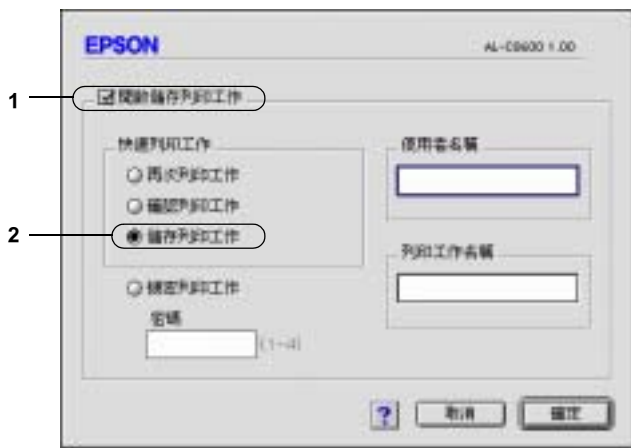 EPSON
AL-C8600 1.00
1
開啟儲存列印工作
快速列印工作
再次列印工作
確認列印工作
2
儲存列印工作
機密列印工作
密碼
(1~4)
使用者名稱
列印工作名稱
?
取消
確定